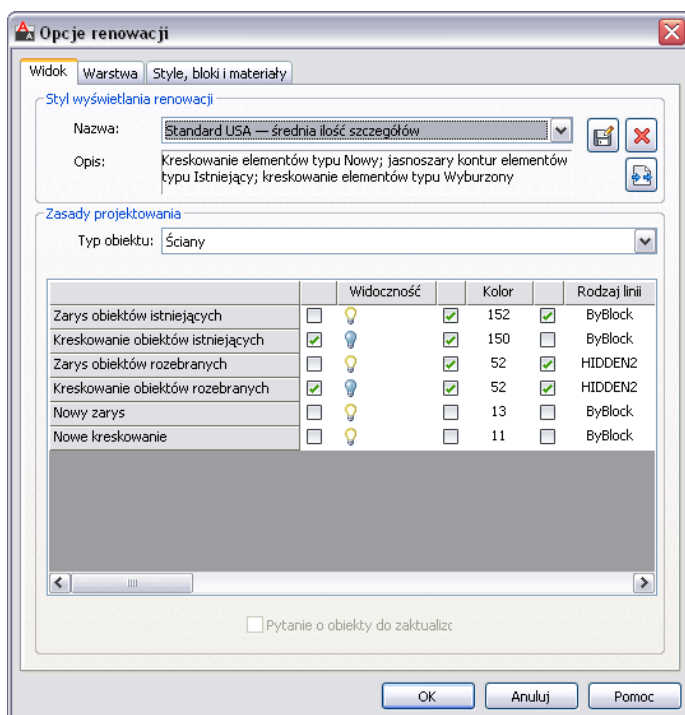 Opcje renowacji
Widok Warstwa Style, bloki i materiały
Styl wyświetlania renowacji
Nazwa: Standard USA — średnia ilość szczegółów
Opis: Kreskowanie elementów typu Nowy; jasnoszary kontur elementów
typu Istniejący; kreskowanie elementów typu Wyburzony
Zasady projektowania
Typ obiektu: Ściany
Widoczność Kolor Rodzaj linii
Zarys obiektów istniejących 152 ByBlock
Kreskowanie obiektów istniejących 150 ByBlock
Zarys obiektów rozebranych 52 HIDDEN2
Kreskowanie obiektów rozebranych 52 HIDDEN2
Nowy zarys 13 ByBlock
Nowe kreskowanie 11 ByBlock
Pytanie o obiekty do zaktualizc
OK Anuluj Pomoc